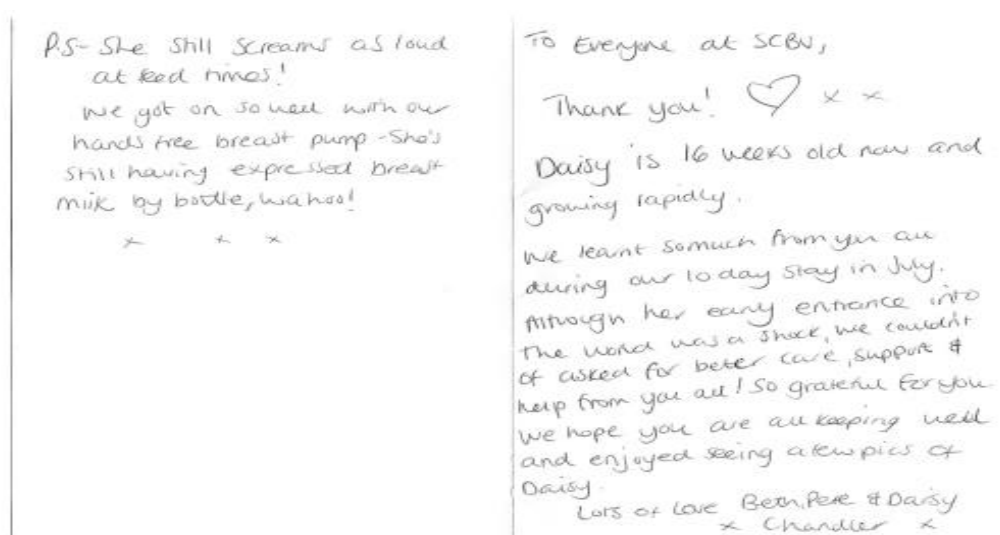 P.S- She still screams as loud
at feed times!
We got on so well with our
hands free breast pump - She's
still having expressed breast
milk by bottle, wahoo!
x x x
To Everyone at SCBU,
Thank you! ♡ x x
Daisy is 16 weeks old now and
growing rapidly.
We learnt so much from you all
during our 10 day stay in July.
Although her early entrance into
the world was a shock, we couldn't
of asked for beter care, support &
help from you all! So grateful for you
We hope you are all keeping well
and enjoyed seeing a few pics of
Daisy.
Lots of Love Beth, Pete & Daisy
x Chandler x